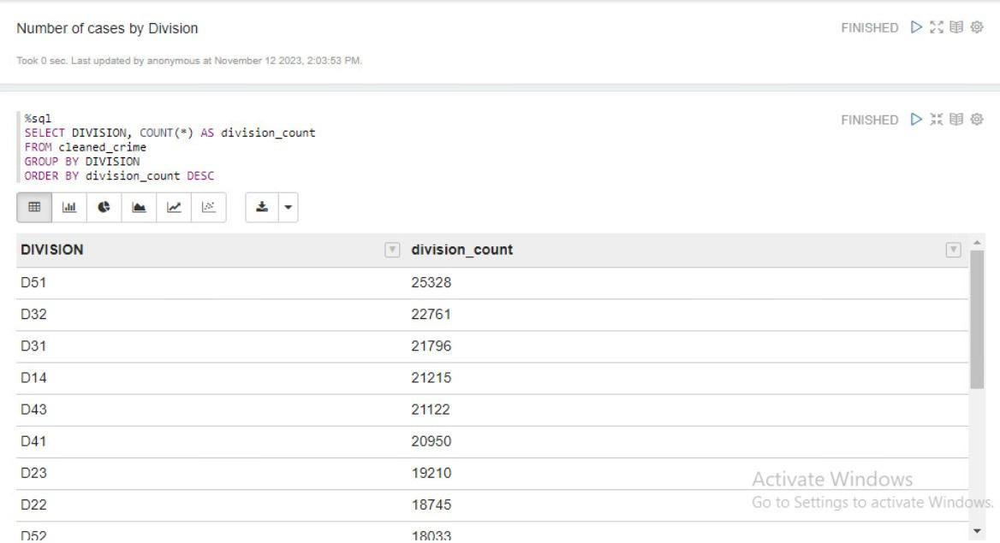 Number of cases by Division
FINISHED
Took 0 sec. Last updated by anonymous at November 12 2023, 2:03:53 PM.
%sql
FINISHED
SELECT DIVISION, COUNT(*) AS division_count
FROM cleaned_crime
GROUP BY DIVISION
ORDER BY division_count DESC
DIVISION division_count
D51 25328
D32 22761
D31 21796
D14 21215
D43 21122
D41 20950
D23 19210
Activate Windows
D22 18745
Go to Settings to activate Windows.
D52 18033